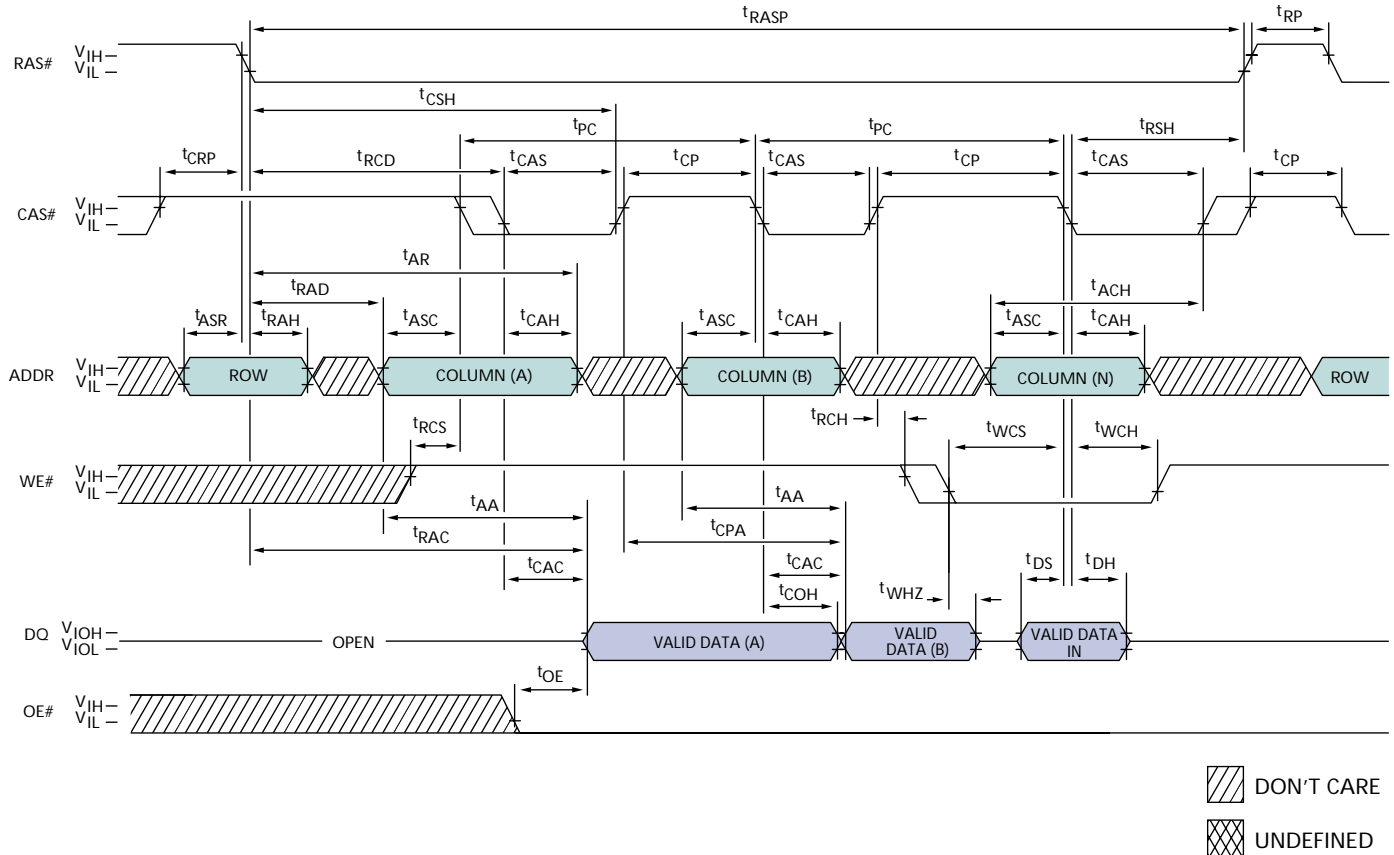 tRASP tRP
RAS# VIH
VIL
tCSH
tPC tPC tRSH
tCRP tRCD tCAS tCP tCAS tCP tCAS tCP
CAS# VIH
VIL
tAR
tRAD tACH
tASR tRAH tASC tCAH tASC tCAH tASC tCAH
ADDR VIH
VIL
ROW COLUMN (A) COLUMN (B) COLUMN (N) ROW
tRCH
tRCS tWCS tWCH
WE# VIH
VIL
tAA tAA
tRAC tCPA
tCAC tCAC tDS tDH
tCOH tWHZ
DQ VIOH
VIOL
OPEN VALID DATA (A) VALID DATA (B) VALID DATA IN
tOE
OE# VIH
VIL
DON'T CARE
UNDEFINED